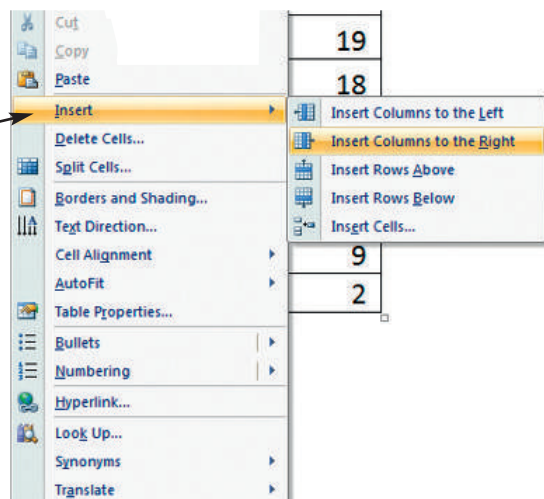 Cut
Copy
Paste
Insert
Delete Cells...
Split Cells...
Borders and Shading...
Text Direction...
Cell Alignment
AutoFit
Table Properties...
Bullets
Numbering
Hyperlink...
Look Up...
Synonyms
Translate
19
18
Insert Columns to the Left
Insert Columns to the Right
Insert Rows Above
Insert Rows Below
Insert Cells...
9
2